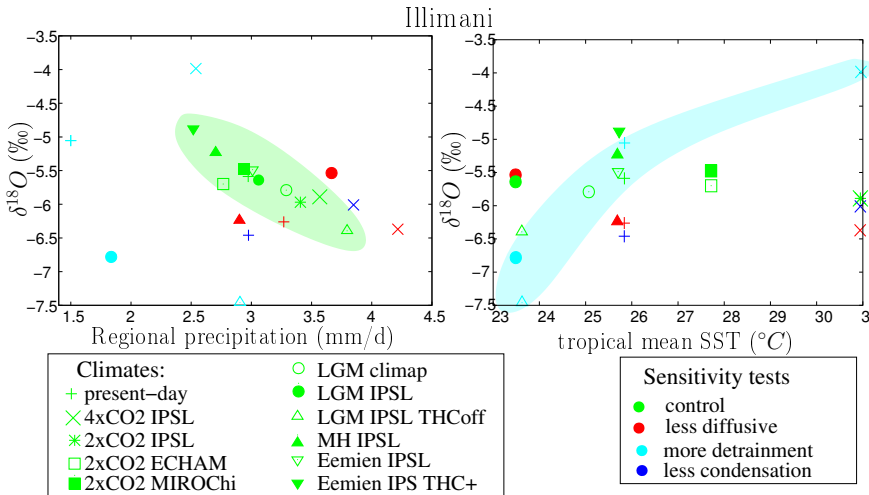 Illimani
−3.5
−4
−4.5
−5
−5.5
−6
−6.5
−7
−7.5
δ18O (‰)
1.5 2 2.5 3 3.5 4 4.5
Regional precipitation (mm/d)
−3.5
−4
−4.5
−5
−5.5
−6
−6.5
−7
−7.5
δ18O (‰)
23 24 25 26 27 28 29 30 3
tropical mean SST (°C)
Climates:
present−day
4xCO2 IPSL
2xCO2 IPSL
2xCO2 ECHAM
2xCO2 MIROChi
LGM climap
LGM IPSL
LGM IPSL THCoff
MH IPSL
Eemien IPSL
Eemien IPS THC+
Sensitivity tests
control
less diffusive
more detrainment
less condensation